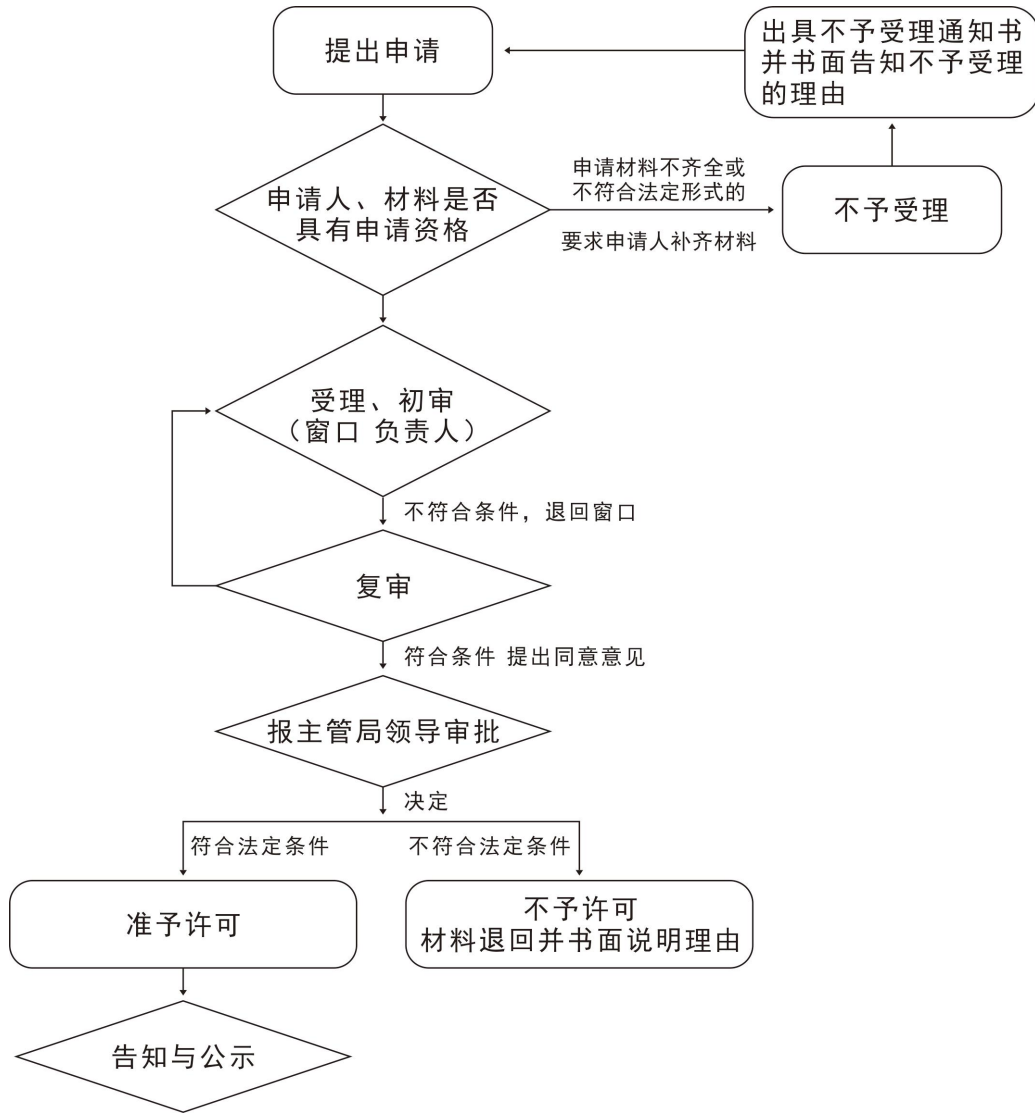 提出申请
出具不予受理通知书
并书面告知不予受理
的理由
申请人、材料是否
具有申请资格
申请材料不齐全或
不符合法定形式的
要求申请人补齐材料
不予受理
受理、初审
（窗口 负责人）
不符合条件，退回窗口
复审
符合条件 提出同意意见
报主管局领导审批
决定
符合法定条件
不符合法定条件
准予许可
不予许可
材料退回并书面说明理由
告知与公示